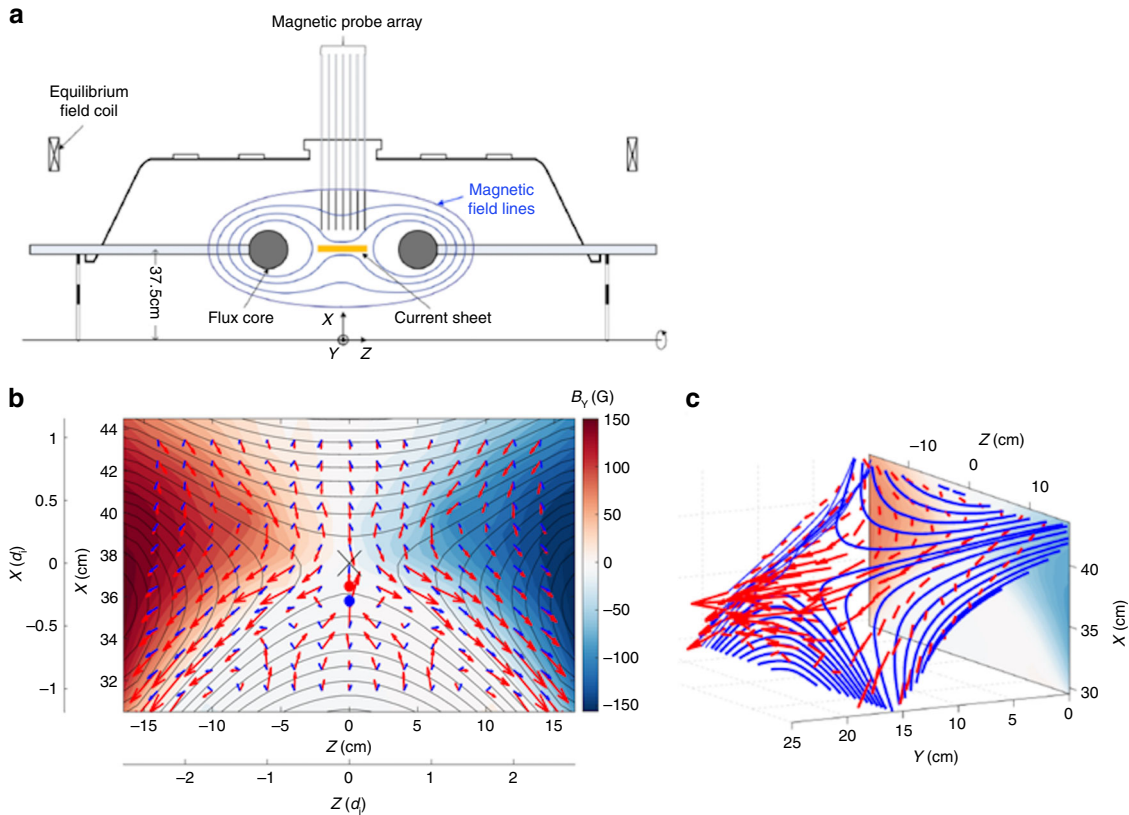 a
Magnetic probe array
Equilibrium
field coil
Magnetic
field lines
37.5cm
Flux core
X
Current sheet
Y
Z
b
B_Y (G)
1
0.5
0
−0.5
−1
X (d_i)
44
42
40
38
36
34
32
X (cm)
150
100
50
0
−50
−100
−150
−15
−10
−5
0
5
10
15
Z (cm)
−2
−1
0
1
2
Z (d_i)
c
−10
Z (cm)
0
10
40
35
30
X (cm)
25
20
15
10
5
0
Y (cm)